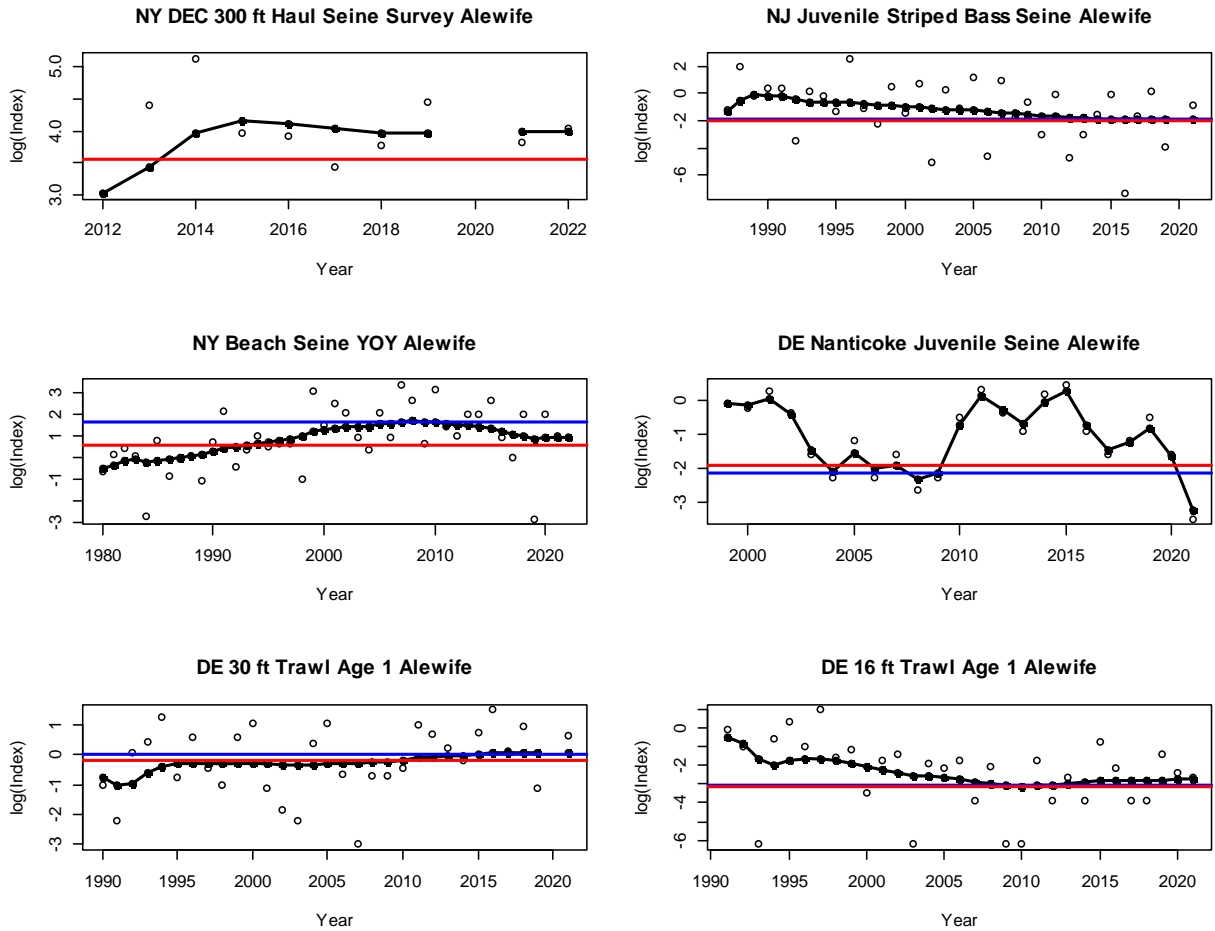 NY DEC 300 ft Haul Seine Survey Alewife
log(Index)
5.0
4.0
3.0
2012 2014 2016 2018 2020 2022
Year
NJ Juvenile Striped Bass Seine Alewife
log(Index)
2
0
-2
-6
1990 1995 2000 2005 2010 2015 2020
Year
NY Beach Seine YOY Alewife
log(Index)
3
2
1
-1
-3
1980 1990 2000 2010 2020
Year
DE Nanticoke Juvenile Seine Alewife
log(Index)
0
-1
-2
-3
2000 2005 2010 2015 2020
Year
DE 30 ft Trawl Age 1 Alewife
log(Index)
1
0
-1
-2
-3
1990 1995 2000 2005 2010 2015 2020
Year
DE 16 ft Trawl Age 1 Alewife
log(Index)
0
-2
-4
-6
1990 1995 2000 2005 2010 2015 2020
Year